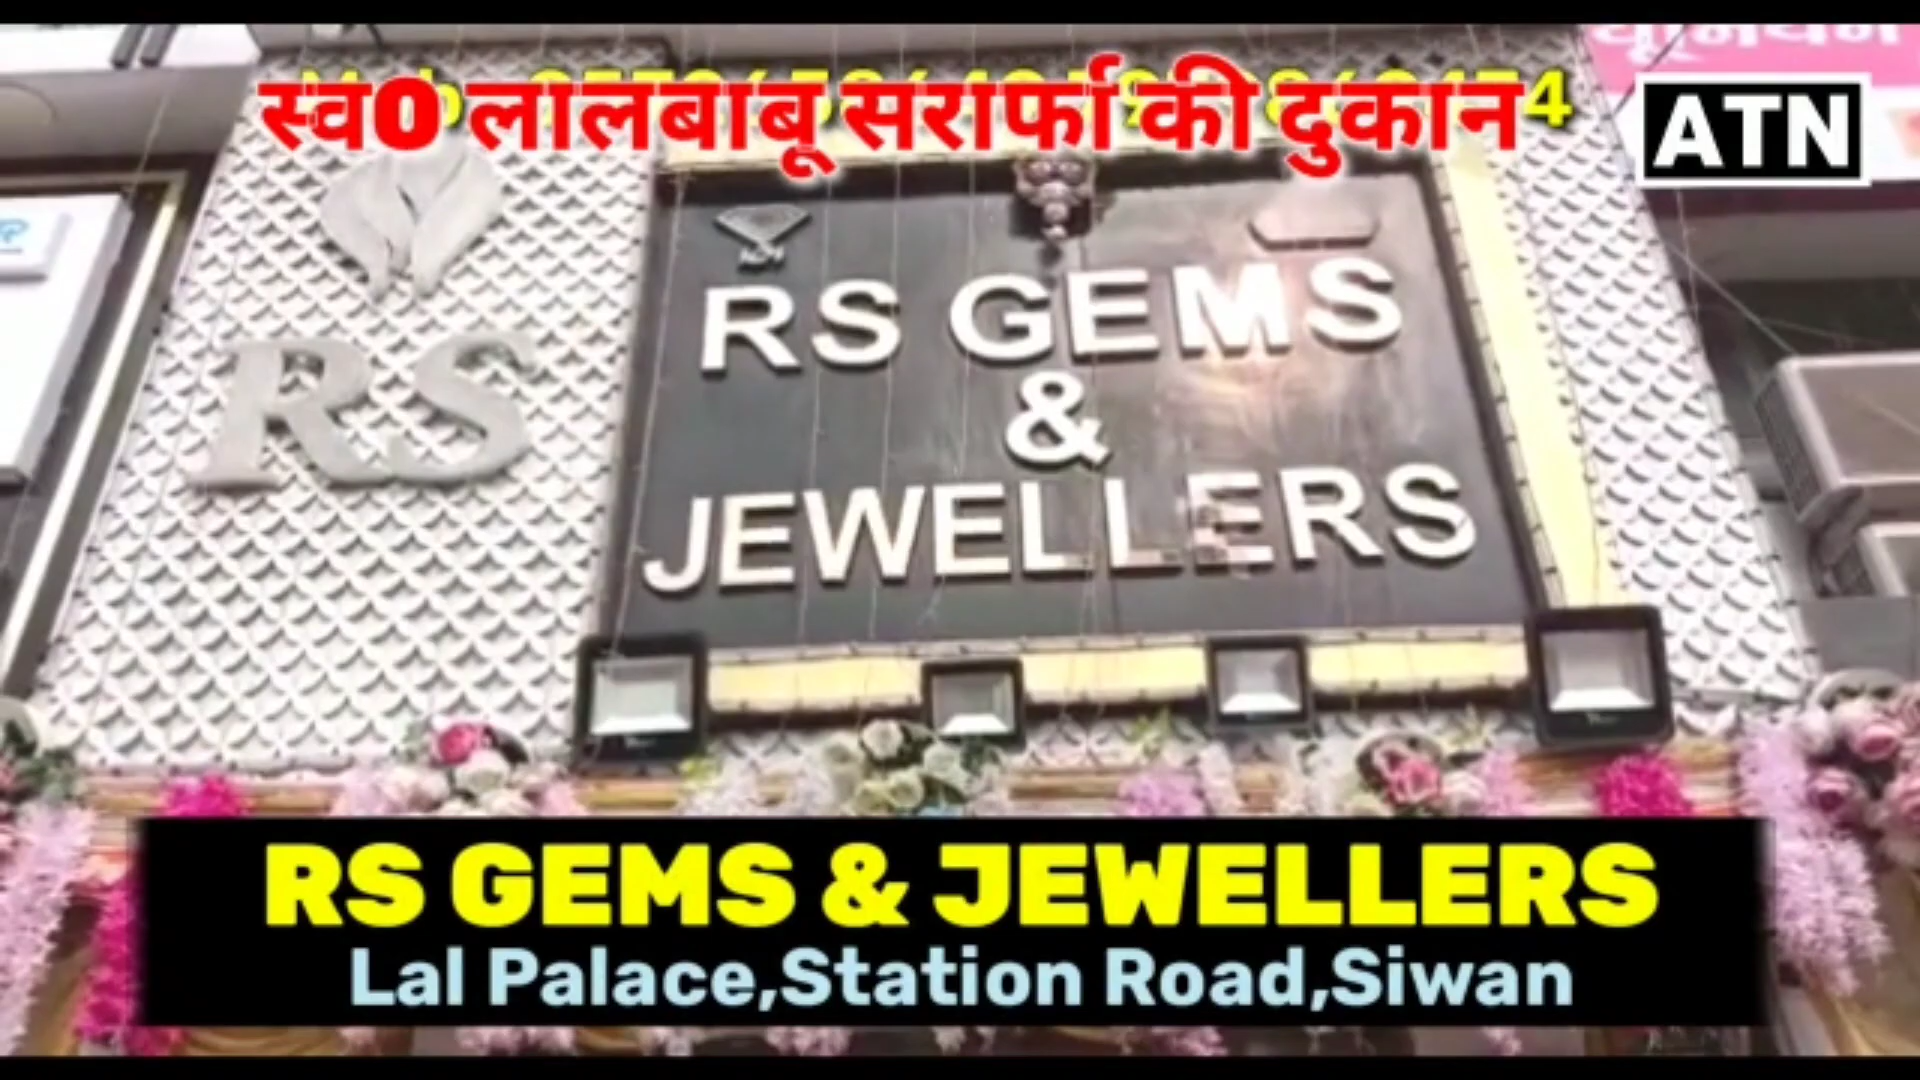 स्व0 लालबाबू सरार्फा की दुकान
ATN
RS GEMS
&
JEWELLERS
RS
RS GEMS & JEWELLERS
Lal Palace,Station Road,Siwan